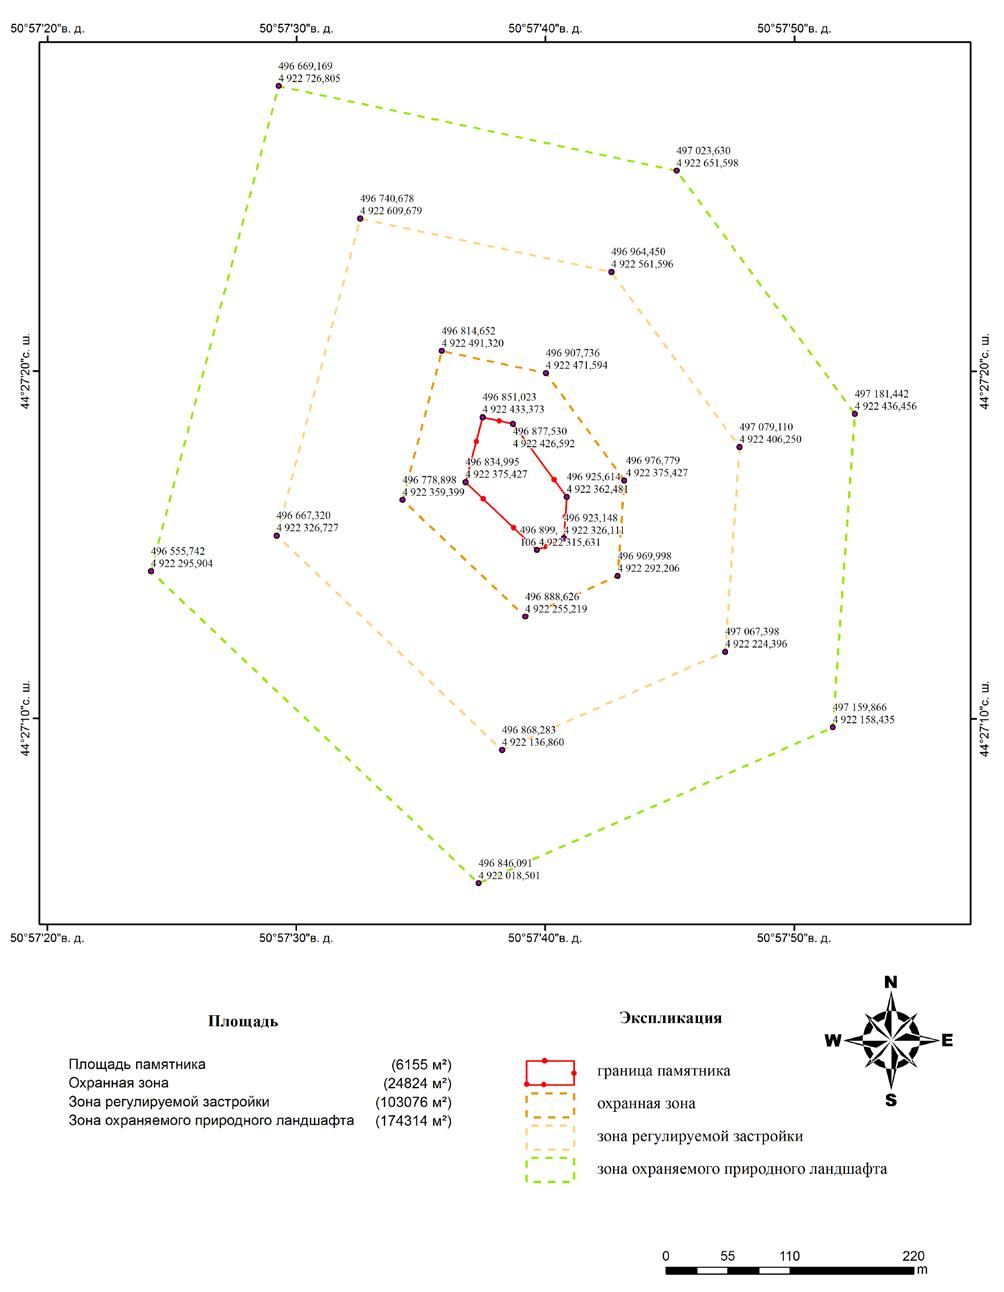 50°57'20"в. д.
50°57'30"в. д.
50°57'40"в. д.
50°57'50"в. д.
496 669,169
4 922 726,805
497 023,630
4 922 651,598
496 740,678
4 922 609,679
496 964,450
4 922 561,596
496 814,652
4 922 491,320
496 907,736
4 922 471,594
44°27'20"с. ш.
44°27'20"с. ш.
496 851,023
4 922 433,373
497 181,442
4 922 436,456
496 877,530
4 922 426,592
497 079,110
4 922 406,250
496 834,995
4 922 375,427
496 976,779
4 922 375,427
496 778,898
4 922 359,399
496 925,614
4 922 362,481
496 667,320
4 922 326,727
496 923,148
4 922 326,111
496 899,
106 4 922 315,631
496 555,742
4 922 295,904
496 969,998
4 922 292,206
496 888,626
4 922 255,219
497 067,398
4 922 224,396
44°27'10"с. ш.
44°27'10"с. ш.
497 159,866
4 922 158,435
496 868,283
4 922 136,860
496 846,091
4 922 018,501
50°57'20"в. д.
50°57'30"в. д.
50°57'40"в. д.
50°57'50"в. д.
Площадь
Площадь памятника (6155 м²)
Охранная зона (24824 м²)
Зона регулируемой застройки (103076 м²)
Зона охраняемого природного ландшафта (174314 м²)
Экспликация
граница памятника
охранная зона
зона регулируемой застройки
зона охраняемого природного ландшафта
N
W E
S
0 55 110 220
m